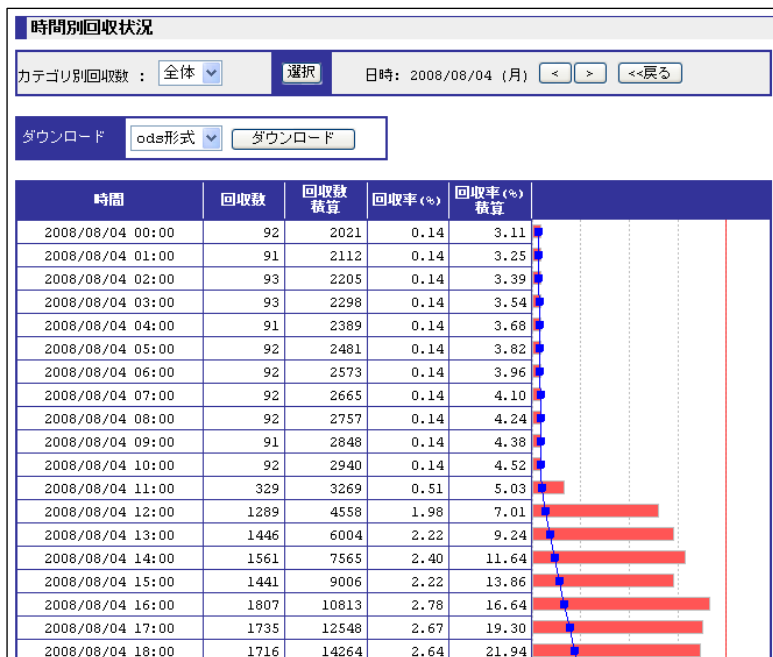 時間別回収状況
カテゴリ別回収数 : 全体 選択 日時: 2008/08/04 (月) < > <<戻る
ダウンロード ods形式 ダウンロード
時間 回収数 回収数積算 回収率(%) 回収率(%)積算
2008/08/04 00:00 92 2021 0.14 3.11
2008/08/04 01:00 91 2112 0.14 3.25
2008/08/04 02:00 93 2205 0.14 3.39
2008/08/04 03:00 93 2298 0.14 3.54
2008/08/04 04:00 91 2389 0.14 3.68
2008/08/04 05:00 92 2481 0.14 3.82
2008/08/04 06:00 92 2573 0.14 3.96
2008/08/04 07:00 92 2665 0.14 4.10
2008/08/04 08:00 92 2757 0.14 4.24
2008/08/04 09:00 91 2848 0.14 4.38
2008/08/04 10:00 92 2940 0.14 4.52
2008/08/04 11:00 329 3269 0.51 5.03
2008/08/04 12:00 1289 4558 1.98 7.01
2008/08/04 13:00 1446 6004 2.22 9.24
2008/08/04 14:00 1561 7565 2.40 11.64
2008/08/04 15:00 1441 9006 2.22 13.86
2008/08/04 16:00 1807 10813 2.78 16.64
2008/08/04 17:00 1735 12548 2.67 19.30
2008/08/04 18:00 1716 14264 2.64 21.94